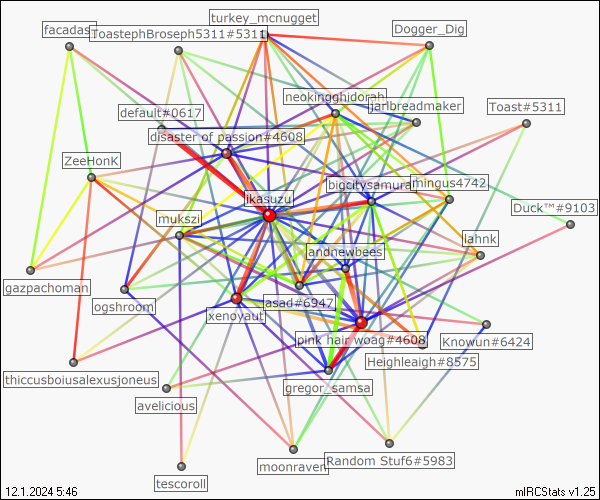 turkey_mcnugget
facadas
ToastephBroseph5311#5311
Dogger_Dig
neokingghidorah
jarlbreadmaker
Toast#5311
default#0617
disaster of passion#4608
ZeeHonK
bigcitysamurai
mingus4742
ikasuzu
Duck™#9103
mukszi
lahnk
andnewbees
gazpachoman
ogshroom
asad#6947
xenoyaut
pink hair woag#4608
Knowun#6424
Heighleaigh#8575
thiccusboiusalexusjoneus
gregor_samsa
avelicious
moonraven
Random Stuf6#5983
tescoroll
12.1.2024 5:46
mIRCStats v1.25